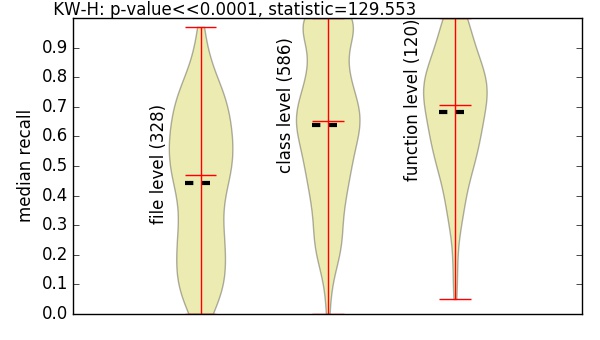 KW-H: p-value<<0.0001, statistic=129.553
median recall
0.9
0.8
0.7
0.6
0.5
0.4
0.3
0.2
0.1
0.0
file level (328)
class level (586)
function level (120)